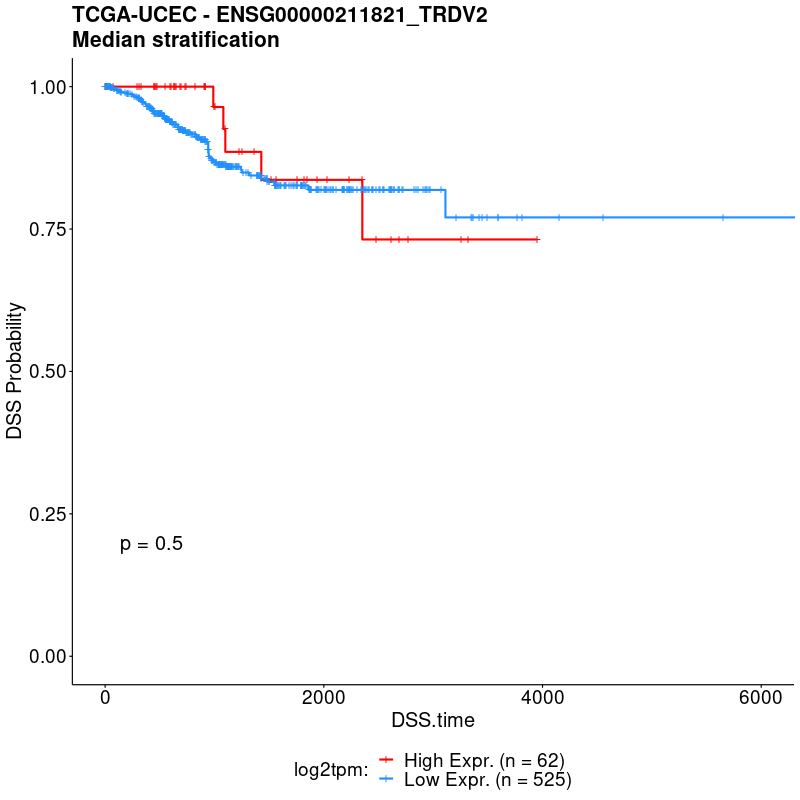 TCGA-UCEC - ENSG00000211821_TRDV2
Median stratification
1.00
0.75
0.50
0.25
0.00
DSS Probability
p = 0.5
0 2000 4000 6000
DSS.time
log2tpm:
High Expr. (n = 62)
Low Expr. (n = 525)